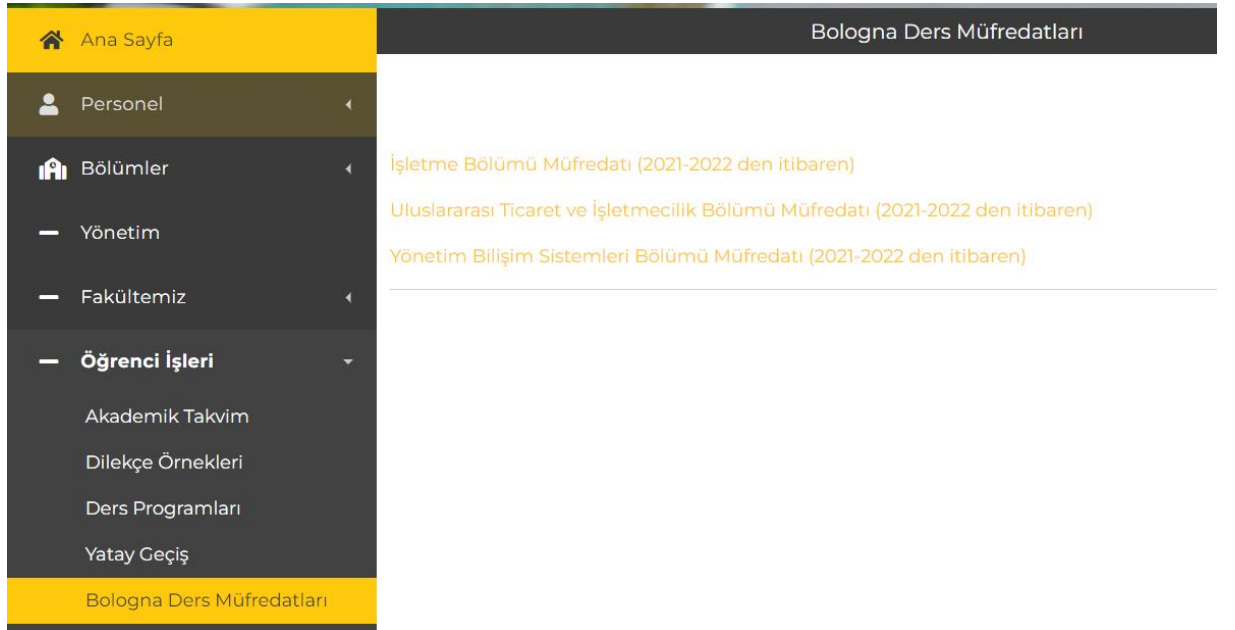 Ana Sayfa
Personel
Bölümler
Yönetim
Fakültemiz
Öğrenci İşleri
Akademik Takvim
Dilekçe Örnekleri
Ders Programları
Yatay Geçiş
Bologna Ders Müfredatları
Bologna Ders Müfredatları
İşletme Bölümü Müfredatı (2021-2022 den itibaren)
Uluslararası Ticaret ve İşletmecilik Bölümü Müfredatı (2021-2022 den itibaren)
Yönetim Bilişim Sistemleri Bölümü Müfredatı (2021-2022 den itibaren)